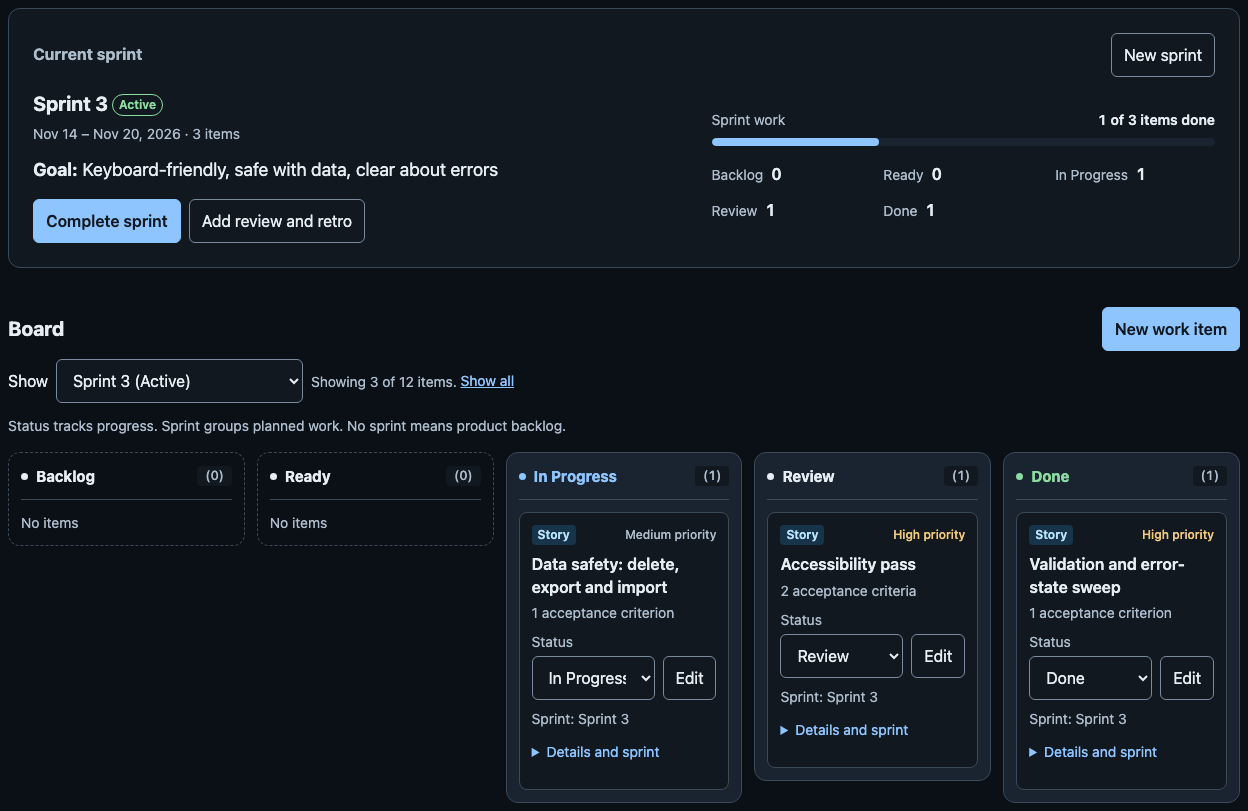 Current sprint
New sprint
Sprint 3 Active
Nov 14 – Nov 20, 2026 · 3 items
Goal: Keyboard-friendly, safe with data, clear about errors
Complete sprint
Add review and retro
Sprint work
1 of 3 items done
Backlog 0
Ready 0
In Progress 1
Review 1
Done 1
Board
New work item
Show
Sprint 3 (Active)
Showing 3 of 12 items. Show all
Status tracks progress. Sprint groups planned work. No sprint means product backlog.
Backlog (0)
No items
Ready (0)
No items
In Progress (1)
Story
Medium priority
Data safety: delete,
export and import
1 acceptance criterion
Status
In Progress
Edit
Sprint: Sprint 3
Details and sprint
Review (1)
Story
High priority
Accessibility pass
2 acceptance criteria
Status
Review
Edit
Sprint: Sprint 3
Details and sprint
Done (1)
Story
High priority
Validation and error-
state sweep
1 acceptance criterion
Status
Done
Edit
Sprint: Sprint 3
Details and sprint